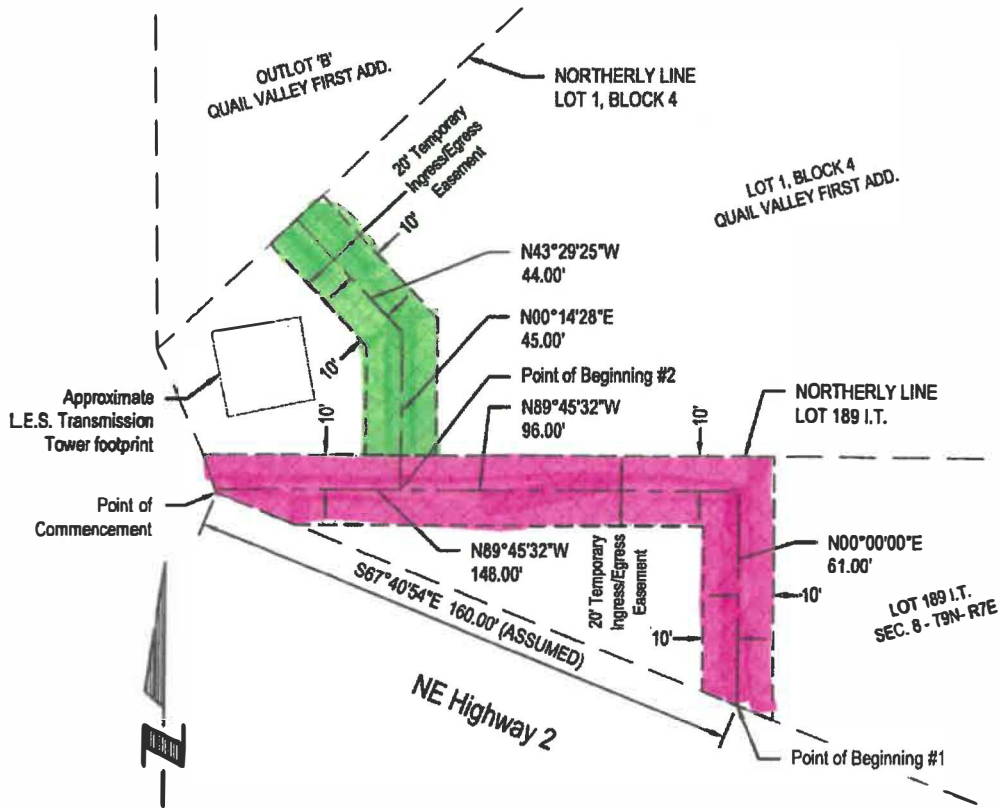 OUTLOT 'B'
QUAIL VALLEY FIRST ADD.
NORTHERLY LINE
LOT 1, BLOCK 4
20' Temporary
Ingress/Egress
Easement
10'
LOT 1, BLOCK 4
QUAIL VALLEY FIRST ADD.
N43°29'25"W
44.00'
N00°14'28"E
45.00'
10'
Point of Beginning #2
Approximate
L.E.S. Transmission
Tower footprint
N89°45'32"W
96.00'
NORTHERLY LINE
LOT 189 I.T.
10'
10'
Point of
Commencement
N89°45'32"W
148.00'
N00°00'00"E
61.00'
S67°40'54"E 160.00' (ASSUMED)
20' Temporary
Ingress/Egress
Easement
10'
10'
LOT 189 I.T.
SEC. 8 - T9N- R7E
NE Highway 2
Point of Beginning #1
N